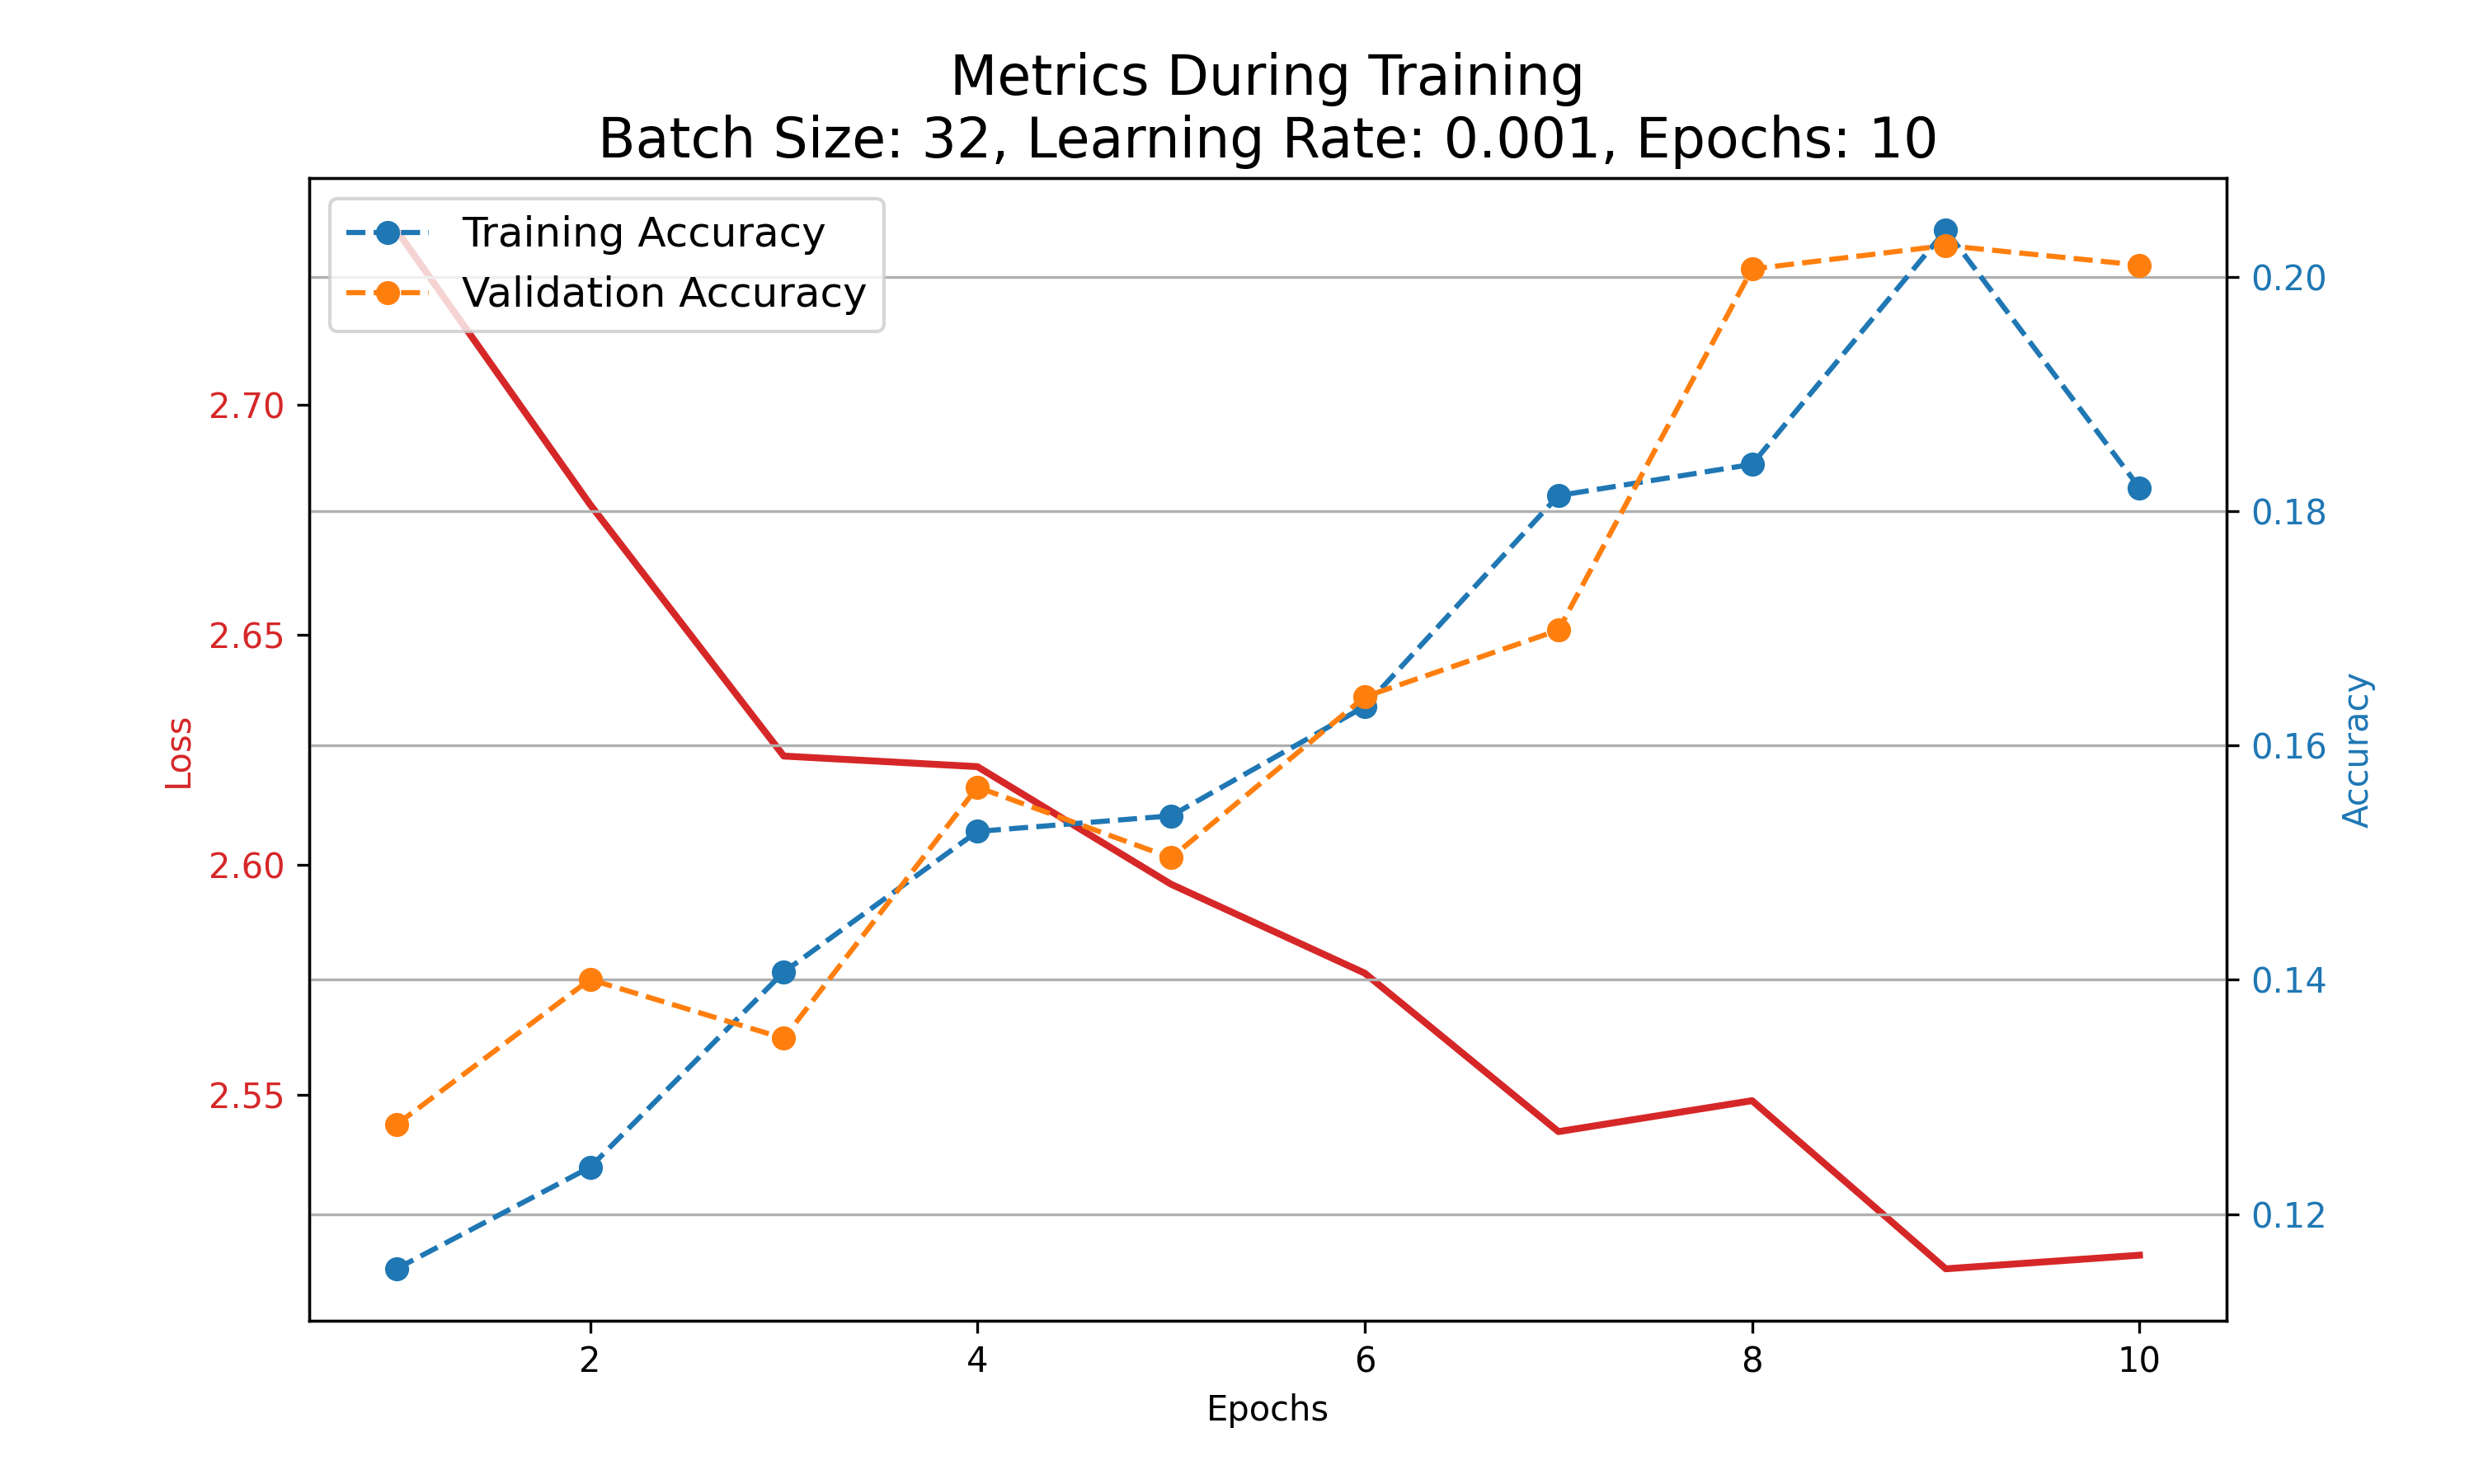 Metrics During Training
Batch Size: 32, Learning Rate: 0.001, Epochs: 10
Training Accuracy
Validation Accuracy
2.70
2.65
2.60
2.55
Loss
0.20
0.18
0.16
0.14
0.12
Accuracy
2 4 6 8 10
Epochs